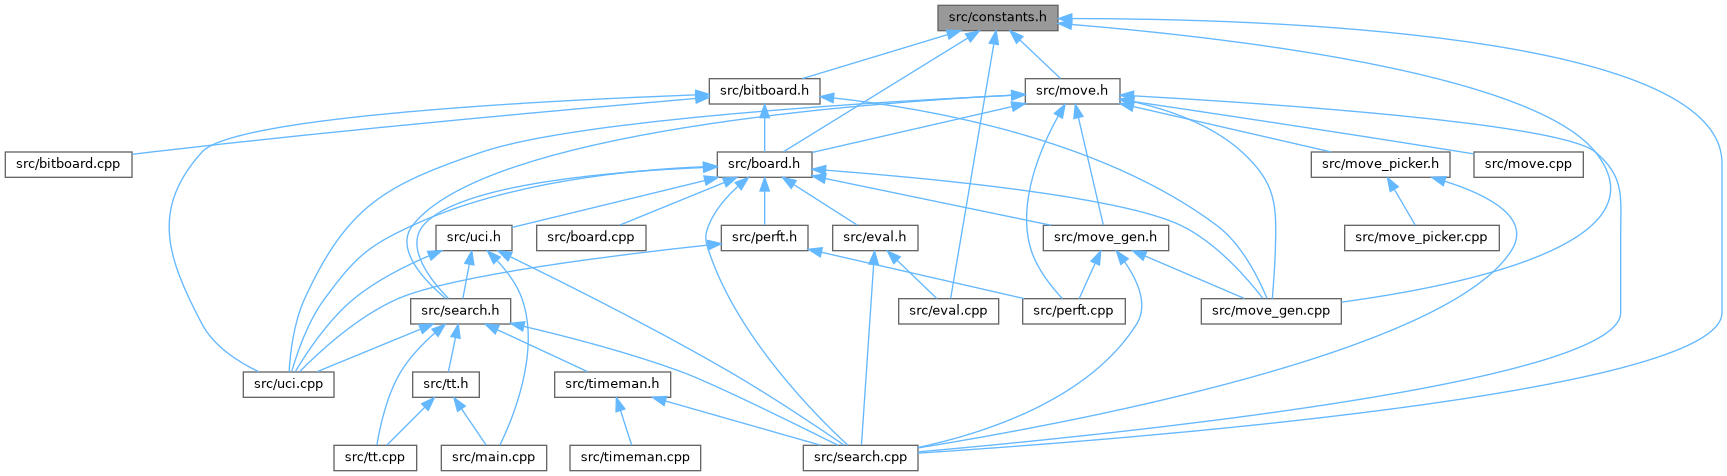 src/constants.h
src/bitboard.h
src/move.h
src/bitboard.cpp
src/board.h
src/move_picker.h
src/move.cpp
src/uci.h
src/board.cpp
src/perft.h
src/eval.h
src/move_gen.h
src/move_picker.cpp
src/search.h
src/eval.cpp
src/perft.cpp
src/move_gen.cpp
src/uci.cpp
src/tt.h
src/timeman.h
src/tt.cpp
src/main.cpp
src/timeman.cpp
src/search.cpp